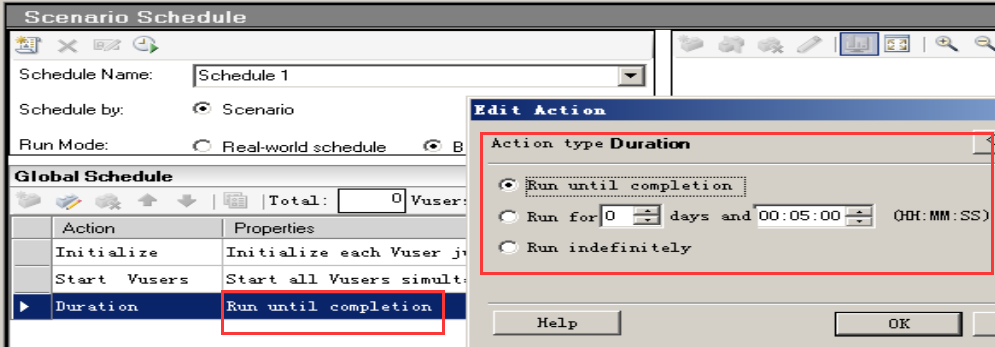 Scenario Schedule
Schedule Name:
Schedule 1
Schedule by:
Scenario
Run Mode:
Real-world schedule
B
Global Schedule
Total:
0
Vusers
Action
Properties
Initialize
Initialize each Vuser ju
Start Vusers
Start all Vusers simult
Duration
Run until completion
Edit Action
Action type Duration
Run until completion
Run for 0 days and 00:05:00 (HH:MM:SS)
Run indefinitely
Help
OK